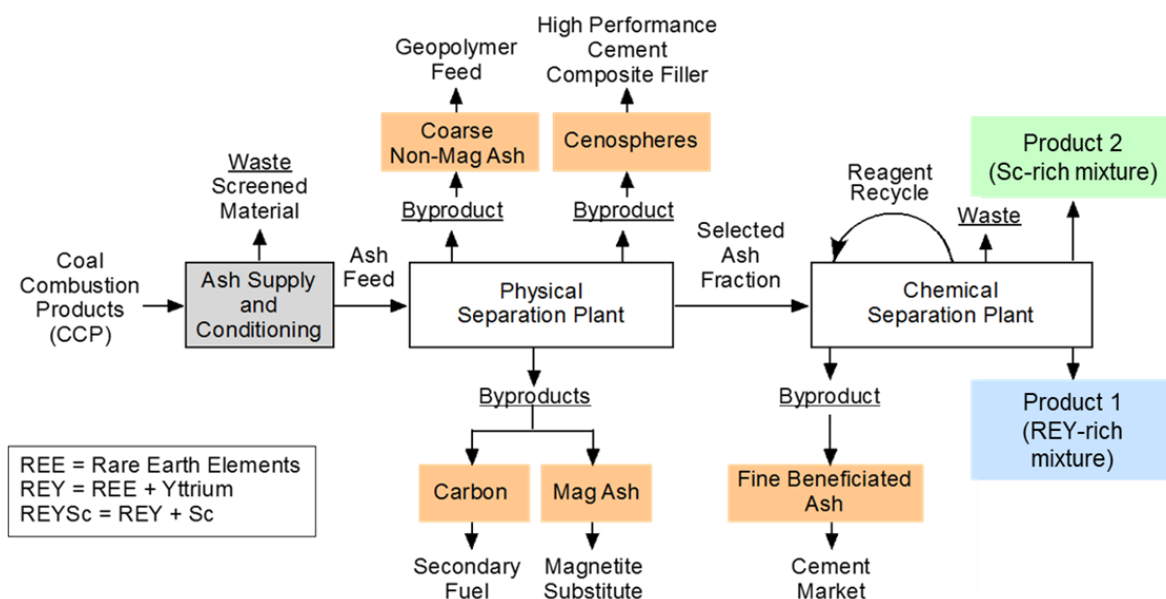 Geopolymer
Feed
High Performance
Cement
Composite Filler
Coarse
Non-Mag Ash
Cenospheres
Product 2
(Sc-rich mixture)
Waste
Screened
Material
Byproduct
Byproduct
Reagent
Recycle
Waste
Coal
Combustion
Products
(CCP)
Ash Supply
and
Conditioning
Ash
Feed
Physical
Separation Plant
Selected
Ash
Fraction
Chemical
Separation Plant
Byproducts
Byproduct
Product 1
(REY-rich
mixture)
REE = Rare Earth Elements
REY = REE + Yttrium
REYSc = REY + Sc
Carbon
Mag Ash
Fine Beneficiated
Ash
Secondary
Fuel
Magnetite
Substitute
Cement
Market